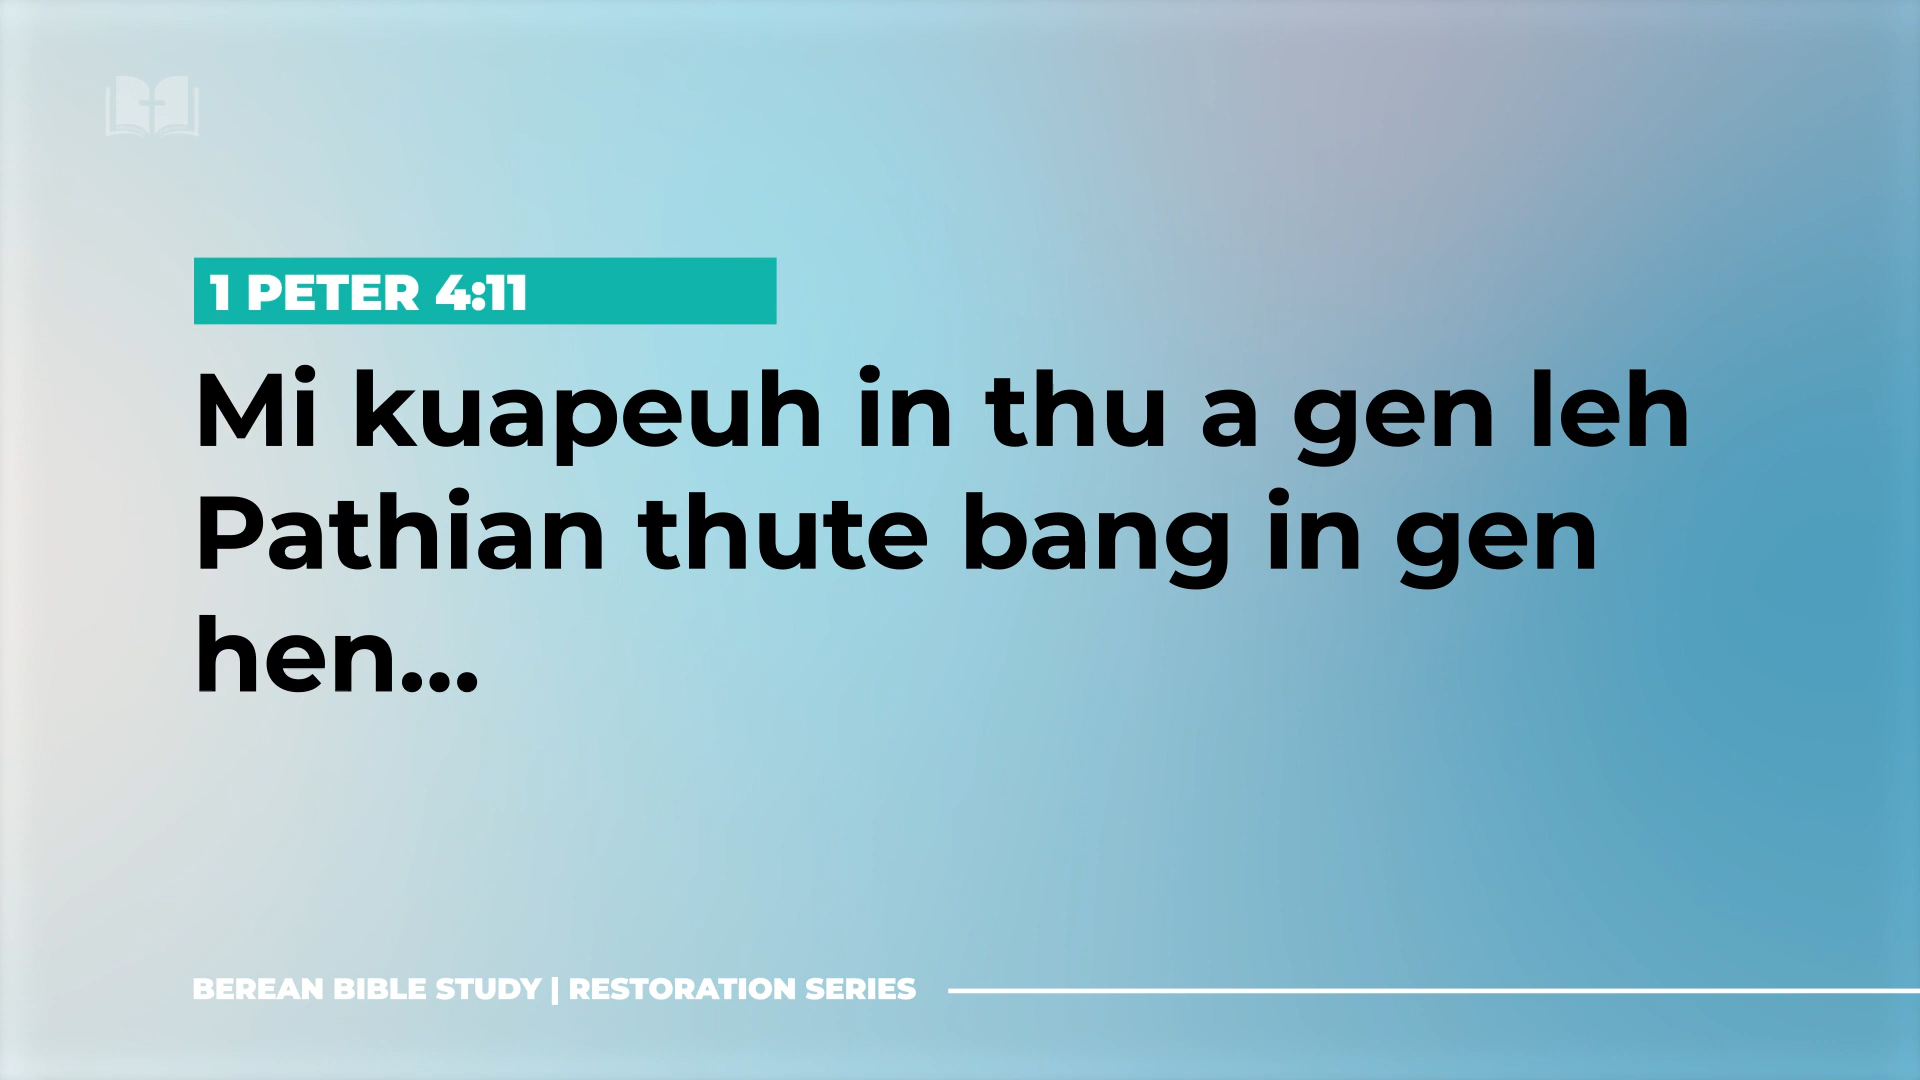 1 PETER 4:11
Mi kuapeuh in thu a gen leh
Pathian thute bang in gen
hen...
BEREAN BIBLE STUDY | RESTORATION SERIES